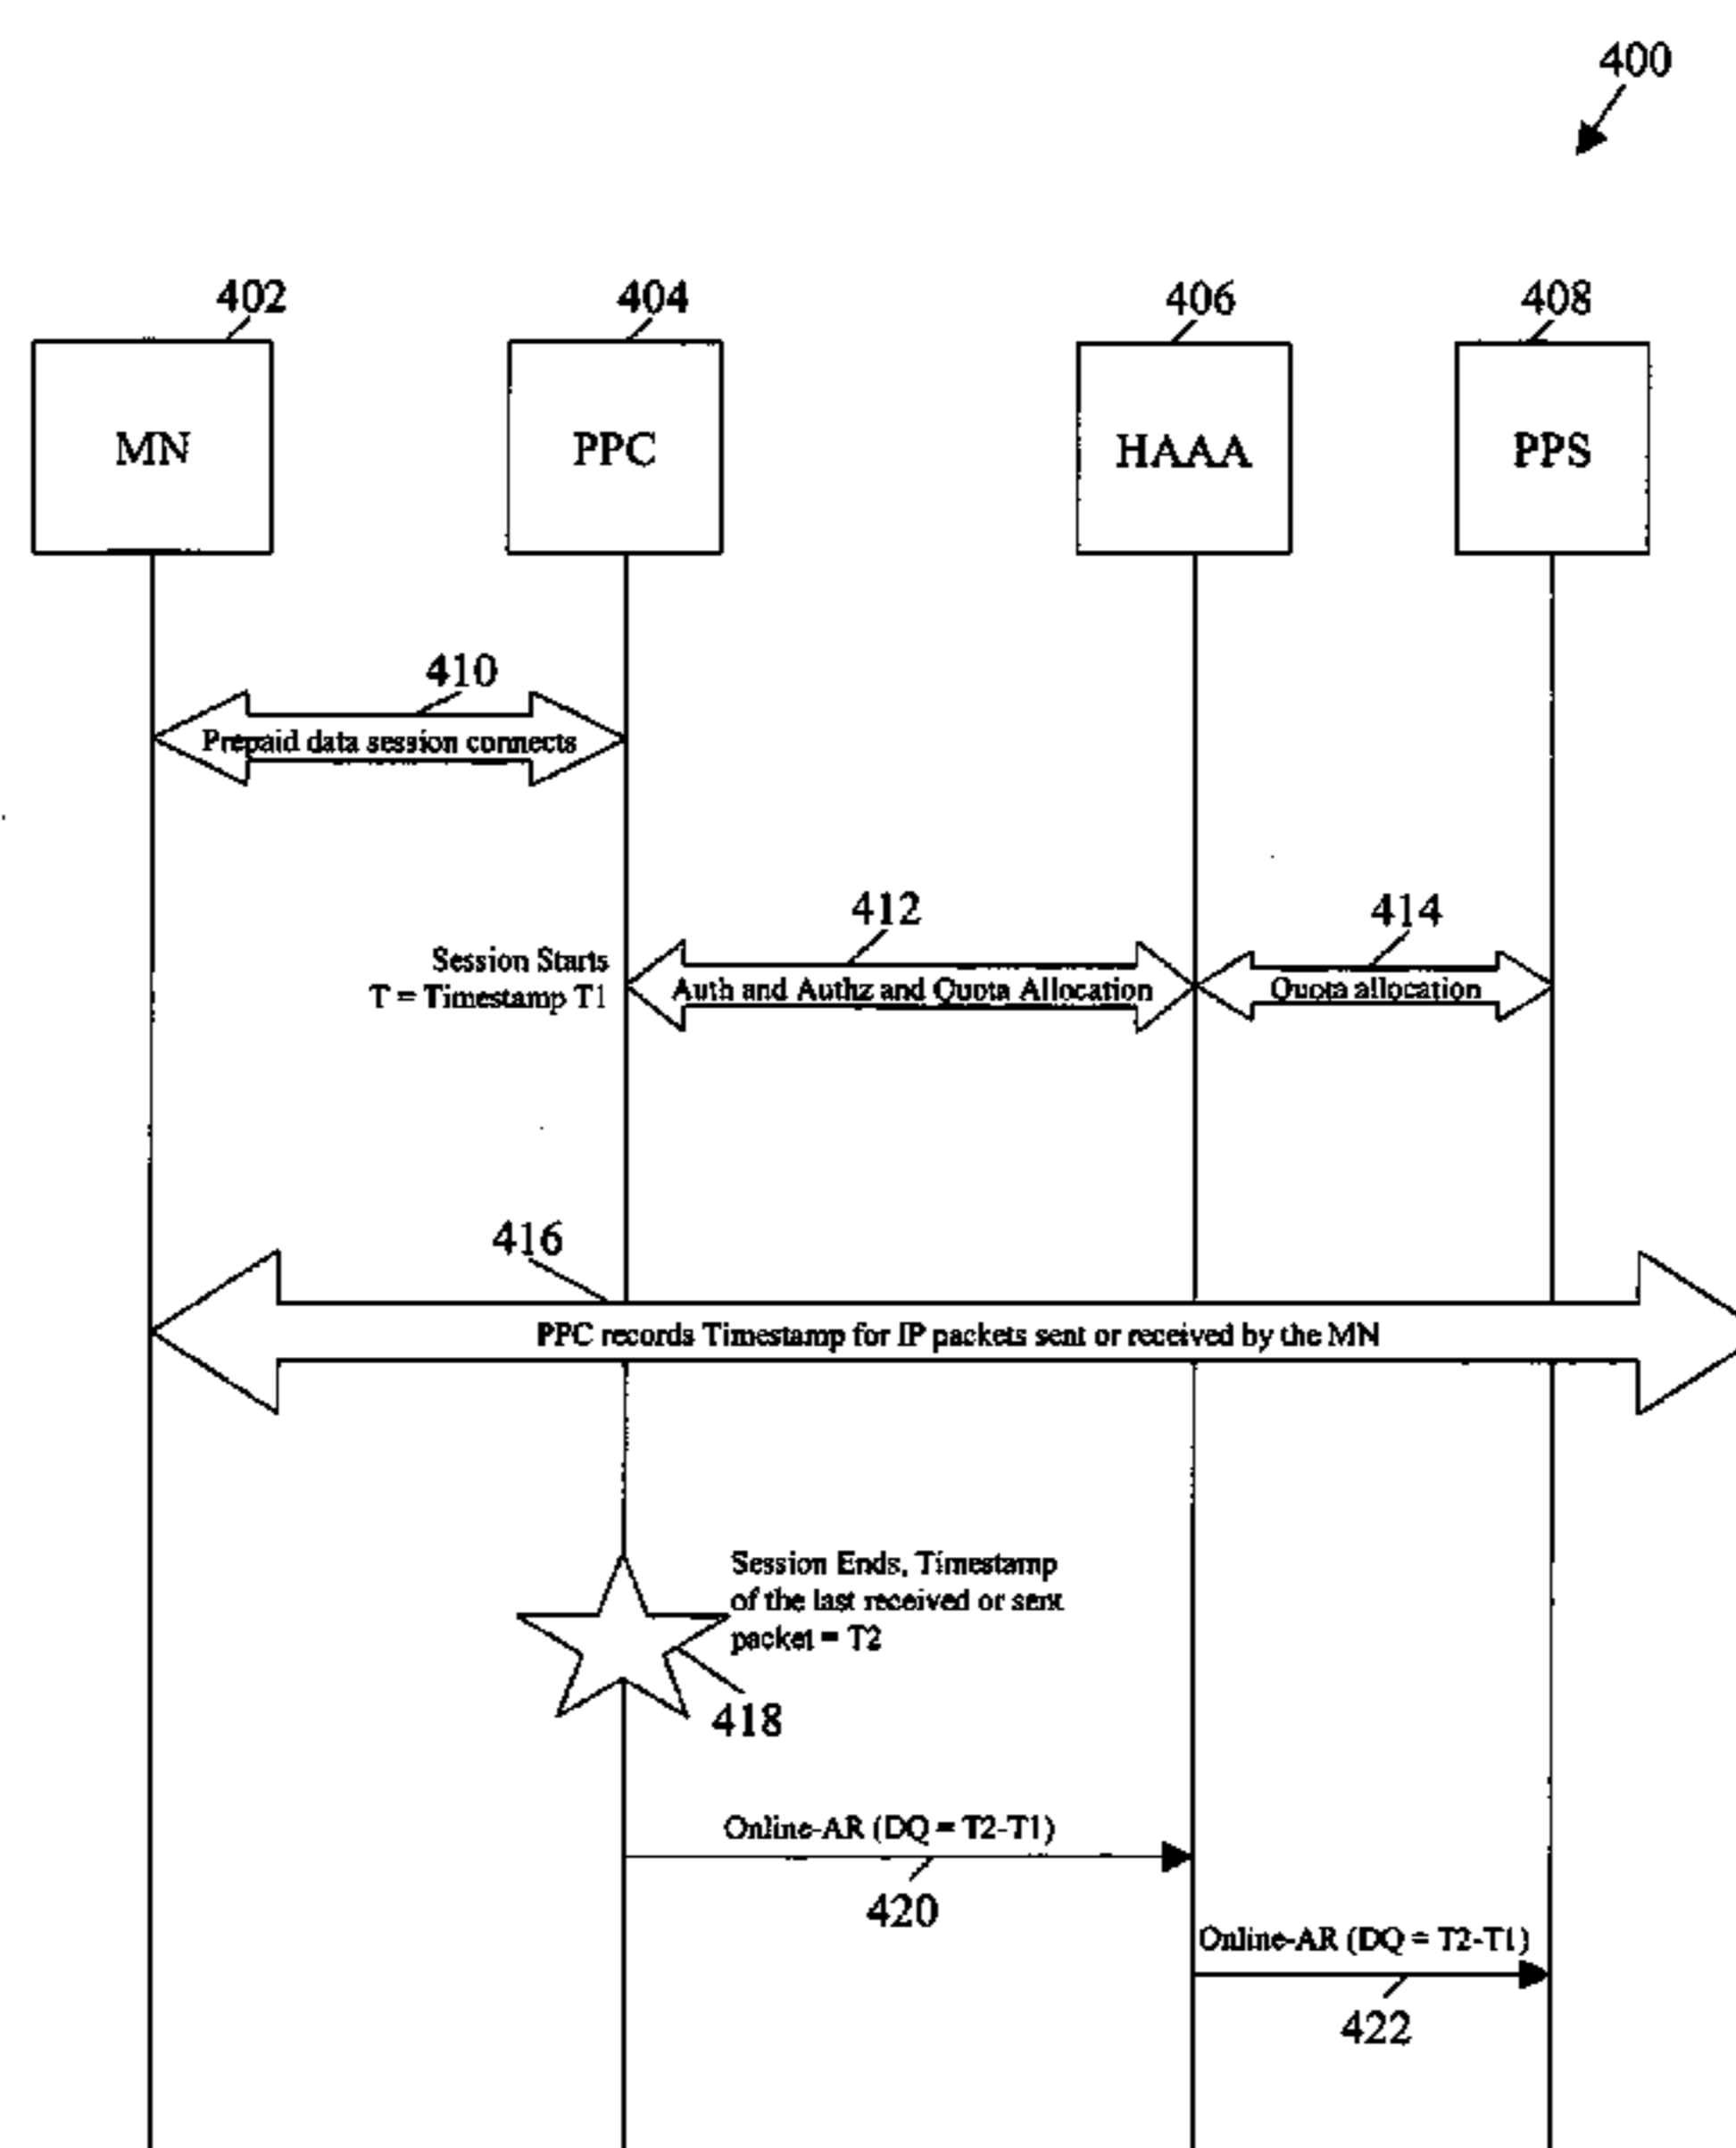 400
402
404
406
408
MN
PPC
HAAA
PPS
410
Prepaid data session connects
412
414
Session Starts
T = Timestamp T1
Auth and Authz and Quota Allocation
Quota allocation
416
PPC records Timestamp for IP packets sent or received by the MN
Session Ends, Timestamp
of the last received or sent
packet = T2
418
Online-AR (DQ = T2-T1)
420
Online-AR (DQ = T2-T1)
422